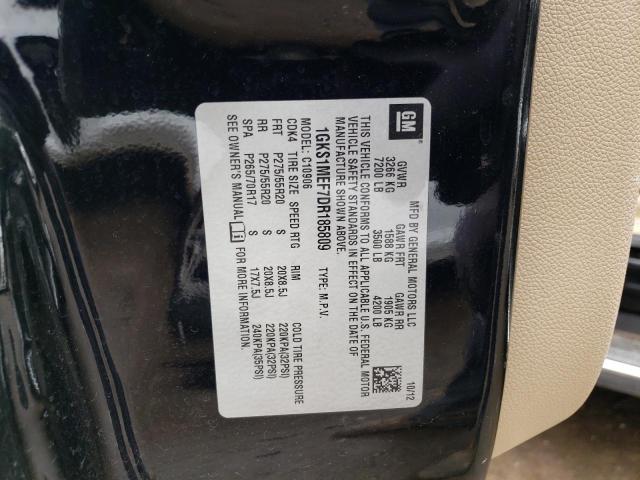 GM
MFD BY GENERAL MOTORS LLC 10/12
GVWR GAWR FRT GAWR RR
3266 KG 1588 KG 1905 KG
7200 LB 3500 LB 4200 LB
THIS VEHICLE CONFORMS TO ALL APPLICABLE U.S. FEDERAL MOTOR
VEHICLE SAFETY STANDARDS IN EFFECT ON THE DATE OF
MANUFACTURE SHOWN ABOVE.
1GKS1MEF7DR185809 TYPE: M.P.V.
MODEL: C10906
CDK4 TIRE SIZE SPEED RTG RIM COLD TIRE PRESSURE
FRT P275/55R20 S 20X8.5J 220KPA(32PSI)
RR P275/55R20 S 20X8.5J 220KPA(32PSI)
SPA P265/70R17 S 17X7.5J 240KPA(35PSI)
SEE OWNER'S MANUAL